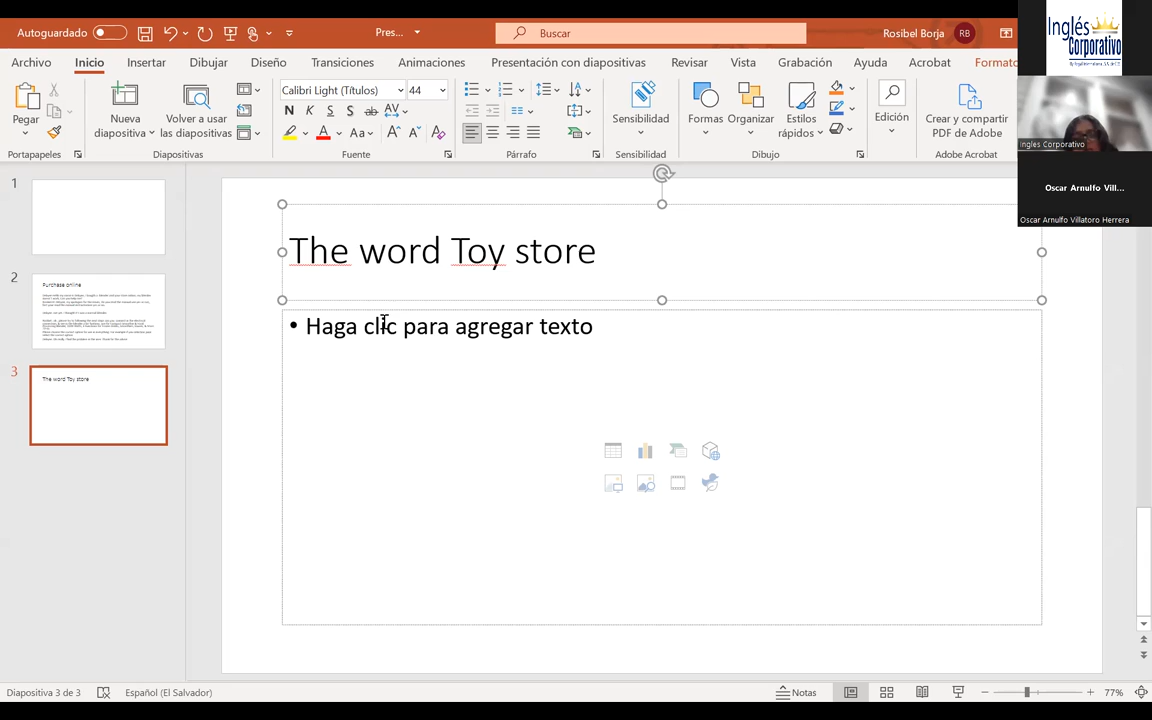 Autoguardado
Pres...
Buscar
Rosibel Borja
RB
Archivo
Inicio
Insertar
Dibujar
Diseño
Transiciones
Animaciones
Presentación con diapositivas
Revisar
Vista
Grabación
Ayuda
Acrobat
Formato
Inglés
Corporativo
Pegar
Nueva
diapositiva
Volver a usar
las diapositivas
Calibri Light (Títulos)
44
N K S S ab AV
Aa A A
Sensibilidad
Formas
Organizar
Estilos
rápidos
Edición
Crear y compartir
PDF de Adobe
Portapapeles
Diapositivas
Fuente
Párrafo
Sensibilidad
Dibujo
Adobe Acrobat
Ingles Corporativo
Oscar Arnulfo Vill...
Oscar Arnulfo Villatoro Herrera
1
2
Purchase online
3
The word Toy store
The word Toy store
• Haga clic para agregar texto
Diapositiva 3 de 3
Español (El Salvador)
Notas
77%